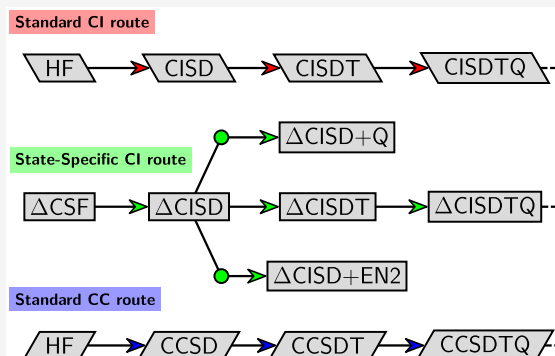 Standard CI route
HF CISD CISDT CISDTQ
ΔCISD+Q
State-Specific CI route
ΔCSF ΔCISD ΔCISDT ΔCISDTQ
ΔCISD+EN2
Standard CC route
HF CCSD CCSDT CCSDTQ